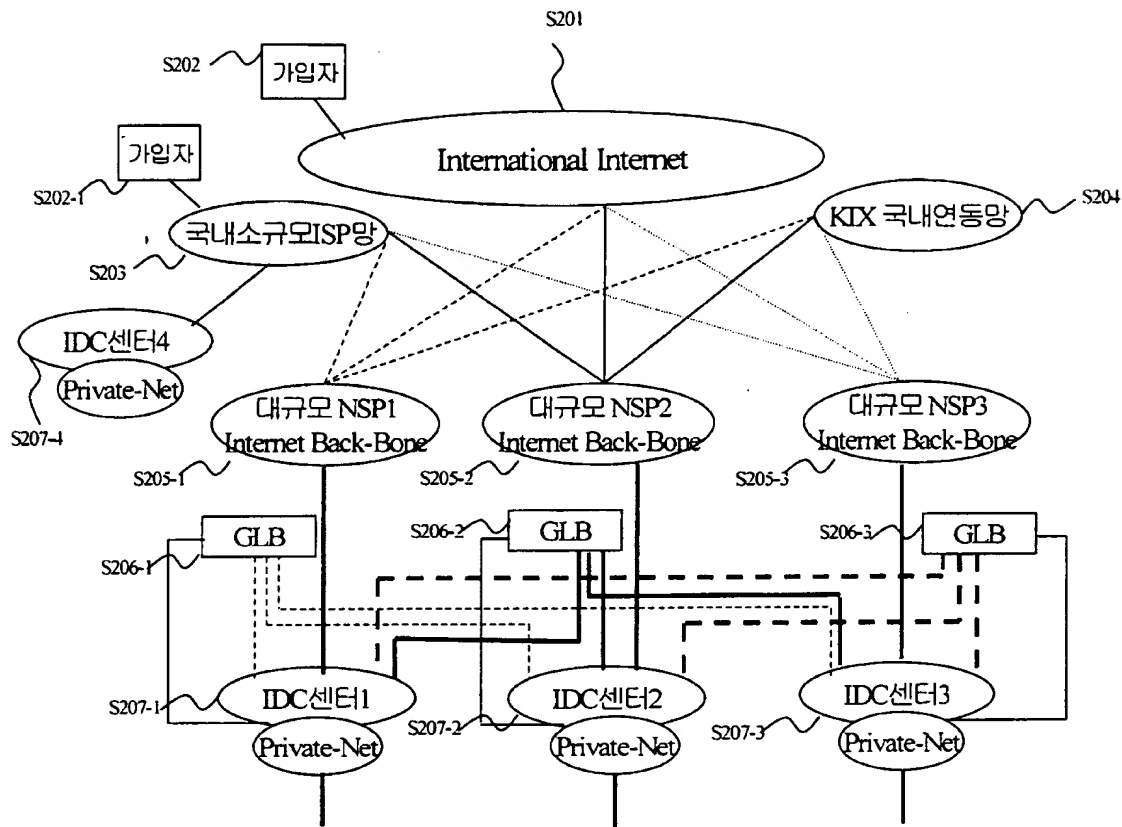 S201
S202
가입자
International Internet
가입자
S202-1
국내소규모ISP망
S203
KIX 국내연동망
S204
IDC센터4
Private-Net
S207-4
대규모 NSP1
Internet Back-Bone
S205-1
대규모 NSP2
Internet Back-Bone
S205-2
대규모 NSP3
Internet Back-Bone
S205-3
GLB
S206-1
S206-2
GLB
S206-3
GLB
IDC센터1
S207-1
Private-Net
IDC센터2
S207-2
Private-Net
IDC센터3
S207-3
Private-Net